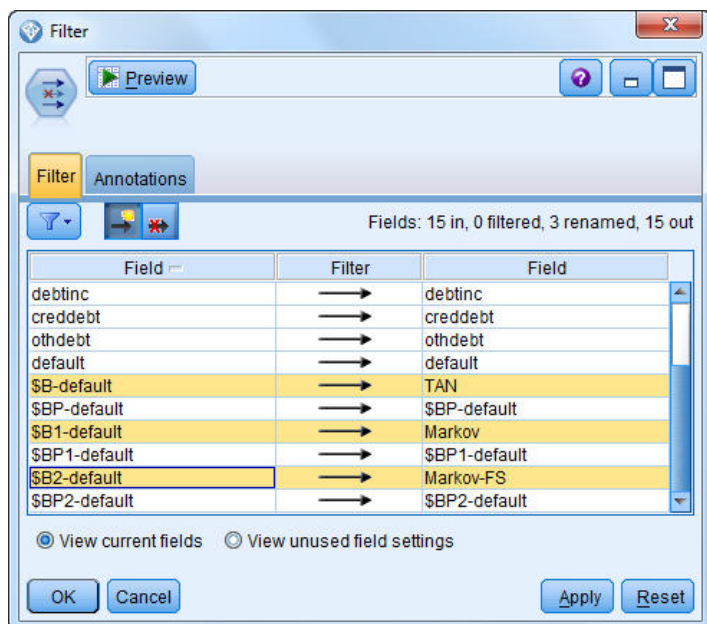 Filter
Preview
Filter Annotations
Fields: 15 in, 0 filtered, 3 renamed, 15 out
Field Filter Field
debtinc debtinc
creddebt creddebt
othdebt othdebt
default default
$B-default TAN
$BP-default $BP-default
$B1-default Markov
$BP1-default $BP1-default
$B2-default Markov-FS
$BP2-default $BP2-default
View current fields View unused field settings
OK Cancel Apply Reset